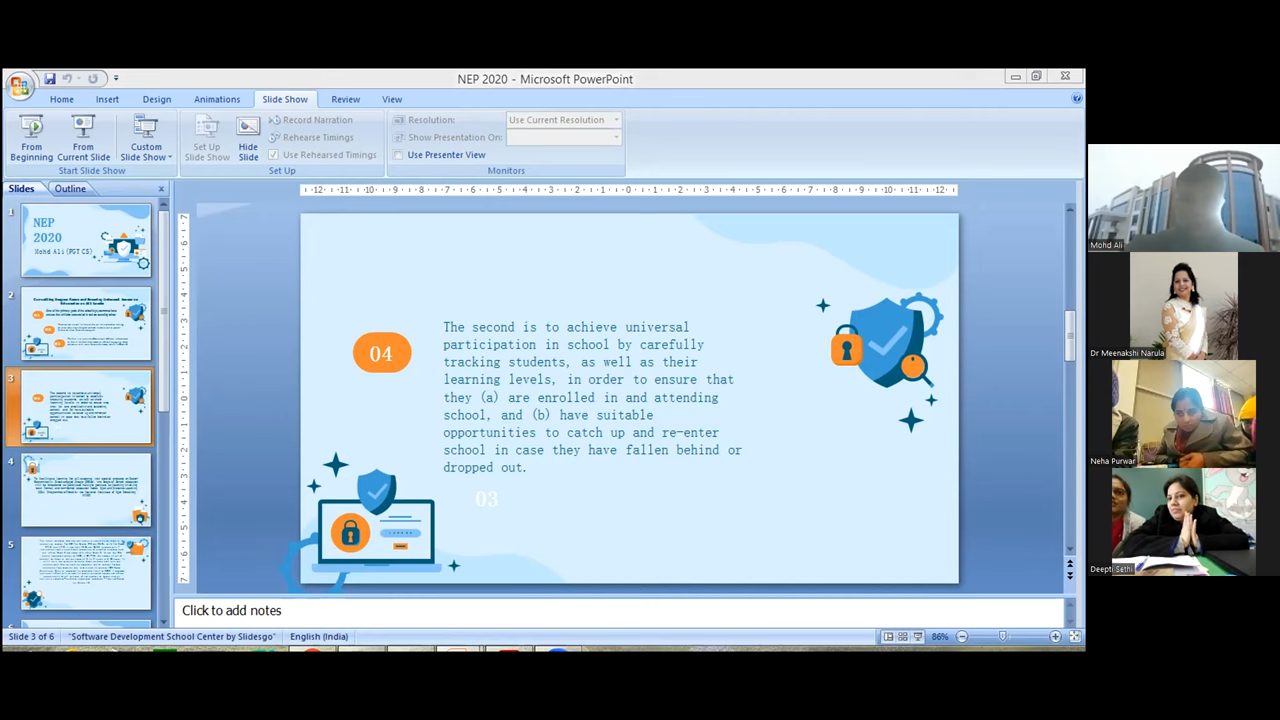 NEP 2020 - Microsoft PowerPoint
Home Insert Design Animations Slide Show Review View
From Beginning
From Current Slide
Custom Slide Show
Set Up Slide Show
Hide Slide
Record Narration
Rehearse Timings
Use Rehearsed Timings
Resolution: Use Current Resolution
Show Presentation On:
Use Presenter View
Start Slide Show Set Up Monitors
Slides Outline
1
NEP
2020
Mohd Ali (PGT CS)
2
3
4
5
04
The second is to achieve universal
participation in school by carefully
tracking students, as well as their
learning levels, in order to ensure that
they (a) are enrolled in and attending
school, and (b) have suitable
opportunities to catch up and re-enter
school in case they have fallen behind or
dropped out.
03
Click to add notes
Slide 3 of 6 "Software Development School Center by Slidesgo" English (India) 86%
Mohd Ali
Dr Meenakshi Narula
Neha Purwar
Deepti Sethi